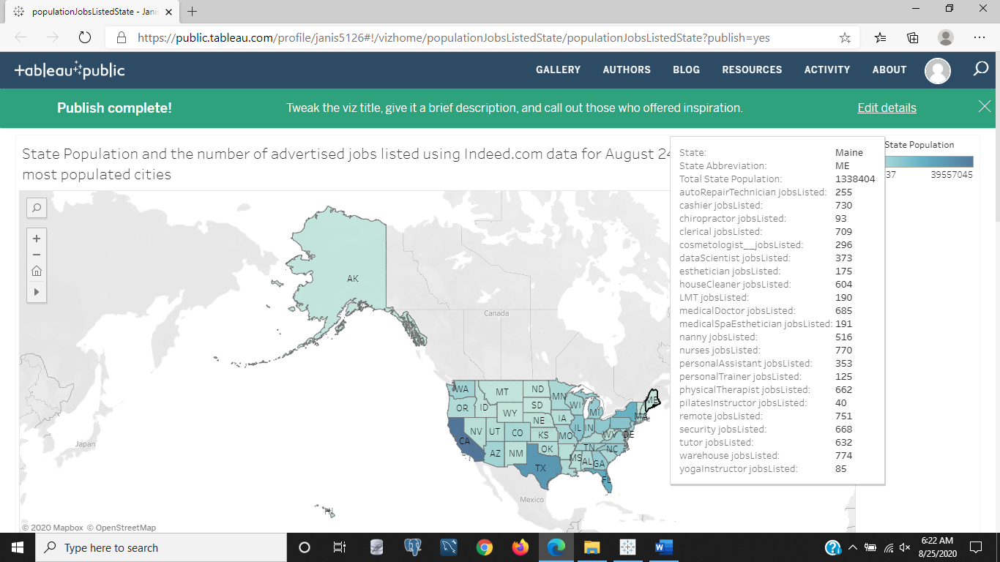 populationJobsListedState - Jani
https://public.tableau.com/profile/janis5126#!/vizhome/populationJobsListedState/populationJobsListedState?publish=yes
+ableau public
GALLERY AUTHORS BLOG RESOURCES ACTIVITY ABOUT
Publish complete! Tweak the viz title, give it a brief description, and call out those who offered inspiration. Edit details
State Population and the number of advertised jobs listed using Indeed.com data for August 24
most populated cities
State Population
37 39557045
State: Maine
State Abbreviation: ME
Total State Population: 1338404
autoRepairTechnician jobsListed: 255
cashier jobsListed: 730
chiropractor jobsListed: 93
clerical jobsListed: 709
cosmetologist__jobsListed: 296
dataScientist jobsListed: 373
esthetician jobsListed: 175
houseCleaner jobsListed: 604
LMT jobsListed: 190
medicalDoctor jobsListed: 685
medicalSpaEsthetician jobsListed: 191
nanny jobsListed: 516
nurses jobsListed: 770
personalAssistant jobsListed: 353
personalTrainer jobsListed: 125
physicalTherapist jobsListed: 662
pilatesInstructor jobsListed: 40
remote jobsListed: 751
security jobsListed: 668
tutor jobsListed: 632
warehouse jobsListed: 774
yogaInstructor jobsListed: 85
AK
Canada
WA MT ND MN ME
OR ID SD WI MI MA
WY IA
NE
NV UT CO KS MO IL IN WV DE
CA
AZ NM OK TN NC
MS AL GA
TX FL
Japan
Mexico
HI
© 2020 Mapbox © OpenStreetMap
Type here to search
6:22 AM
8/25/2020